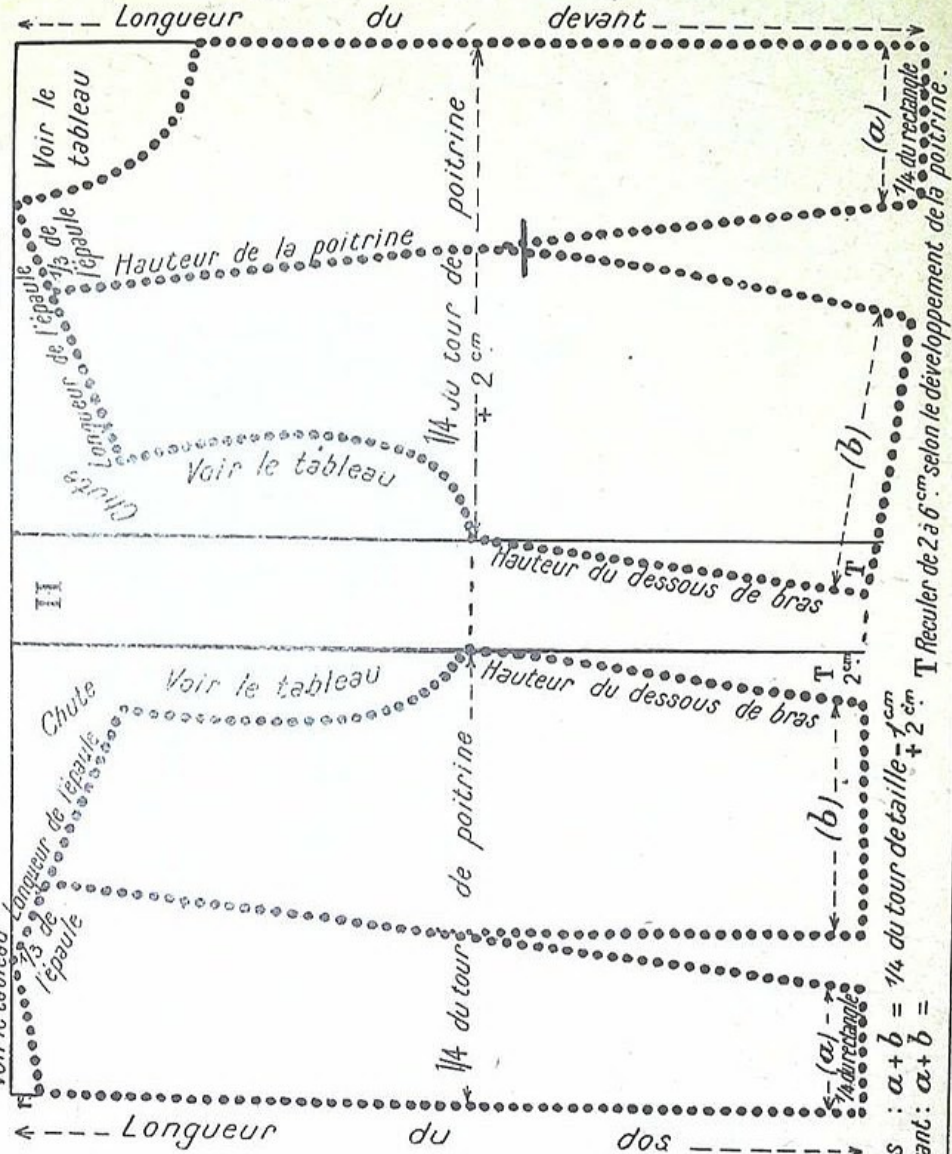 Longueur du devant
Voir le
tableau
1/3 de
l'épaule
Longueur de l'épaule
Hauteur de la poitrine
1/4 du tour de poitrine
+ 2 cm
(a)
1/4 du rectangle
Chute
Voir le tableau
(b)
Hauteur du dessous de bras
T
II
Chute
Voir le tableau
Hauteur du dessous de bras
T
2 cm
Longueur de l'épaule
1/3 de
l'épaule
1/4 du tour de poitrine
(b)
(a)
1/4 du rectangle
Longueur du dos
: a+b = 1/4 du tour de taille - 1 cm
: a+b = + 2 cm
T Reculer de 2 à 6 cm selon le développement de la poitrine.